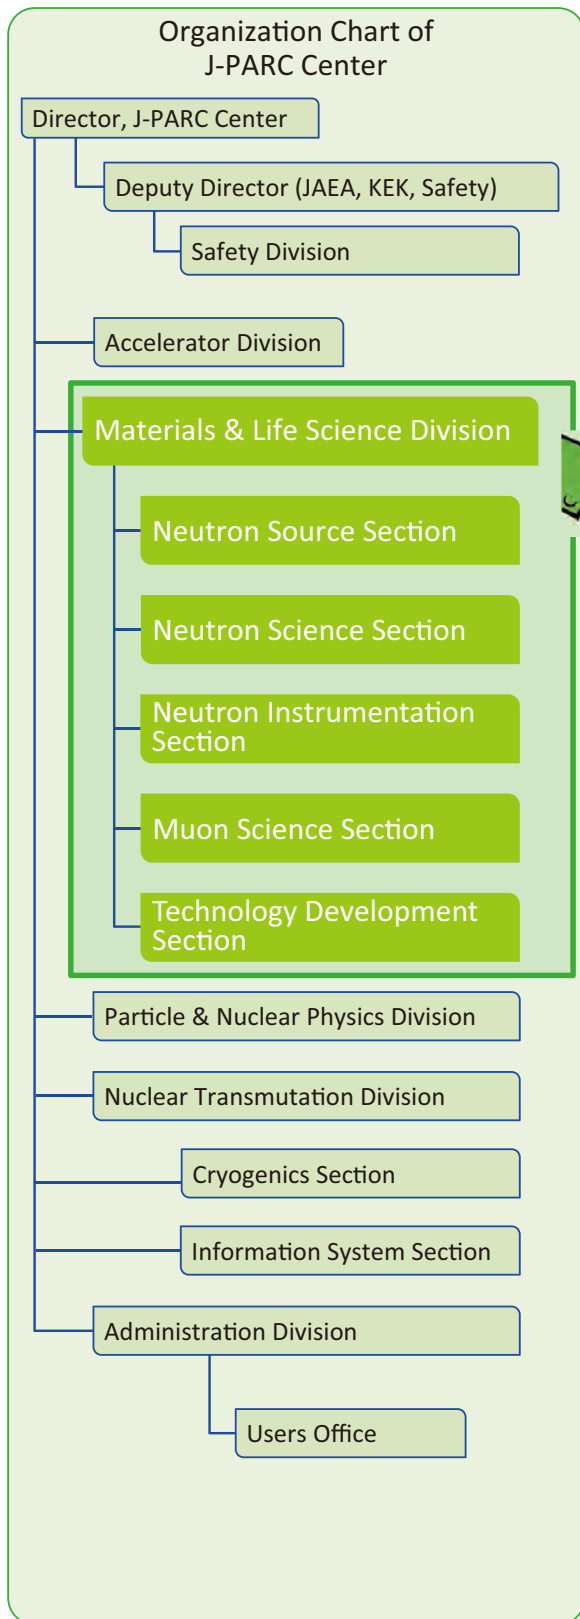 Organization Chart of
J-PARC Center
Director, J-PARC Center
Deputy Director (JAEA, KEK, Safety)
Safety Division
Accelerator Division
Materials & Life Science Division
Neutron Source Section
Neutron Science Section
Neutron Instrumentation
Section
Muon Science Section
Technology Development
Section
Particle & Nuclear Physics Division
Nuclear Transmutation Division
Cryogenics Section
Information System Section
Administration Division
Users Office